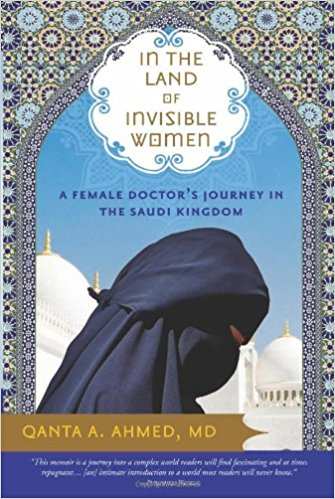 IN THE
LAND
OF
INVISIBLE
WOMEN
A FEMALE DOCTOR'S JOURNEY IN
THE SAUDI KINGDOM
QANTA A. AHMED, MD
"This memoir is a journey into a complex world readers will find fascinating and at times
repugnant... [an] intimate introduction to a world most readers will never know."
PUBLISHERS WEEKLY